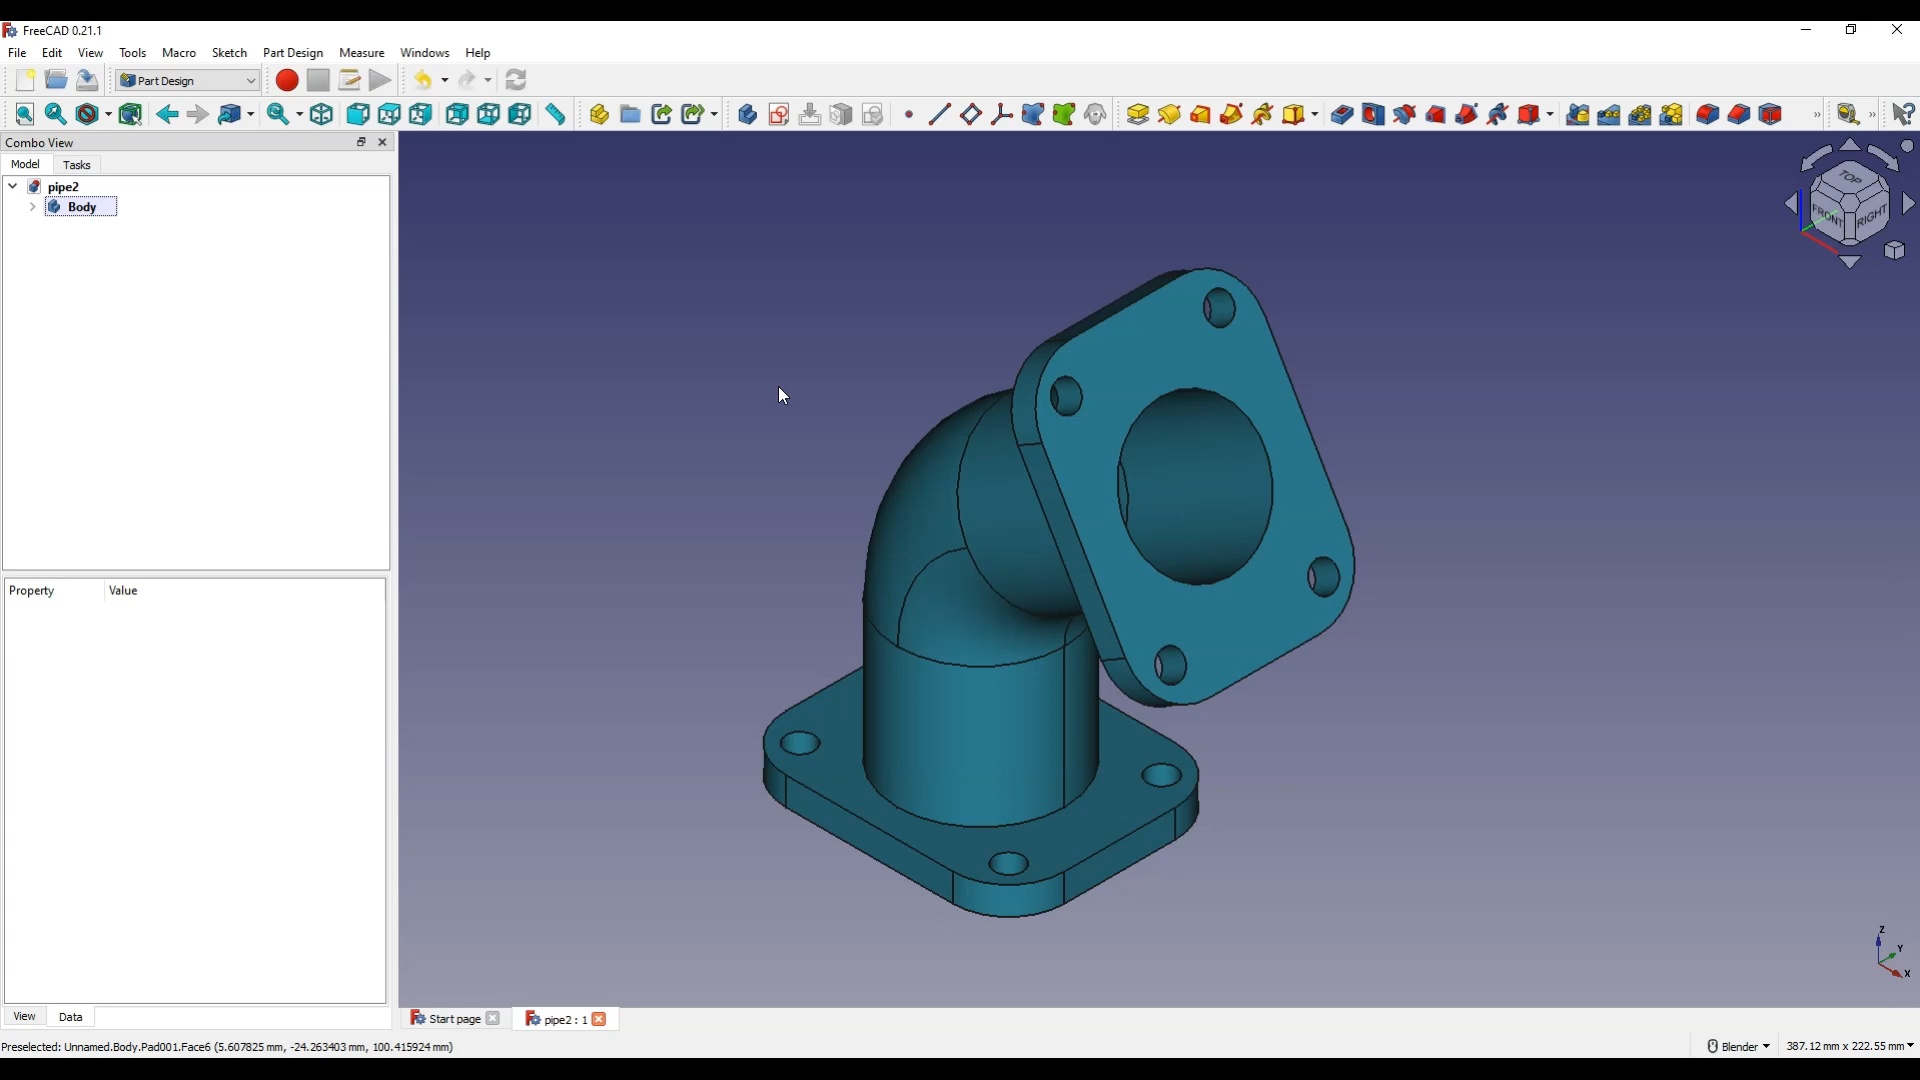 FreeCAD 0.21.1
File Edit View Tools Macro Sketch Part Design Measure Windows Help
Part Design
Combo View
Model Tasks
pipe2
Body
TOP
FRONT RIGHT
Property Value
Z
Y
X
View Data
Start page pipe2 : 1
Preselected: Unnamed.Body.Pad001.Face6 (5.607825 mm, -24.263403 mm, 100.415924 mm)
Blender 387.12 mm x 222.55 mm